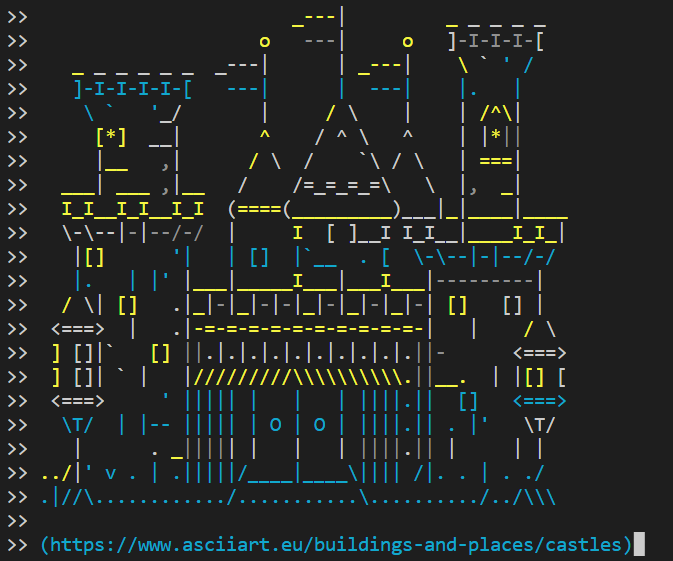 >>                        _---|         _ _ _ _ _
>>                     o   ---|     o   ]-I-I-I-[
>>    _ _ _ _ _ _  _---|      | _---|    \ ` ' /
>>    ]-I-I-I-I-[   ---|      |  ---|    |.   |
>>     \ `   '_/       |     / \    |    | /^\|
>>      [*]  __|       ^    / ^ \   ^    | |*||
>>      |__   ,|      / \  /    `\ / \   | ===|
>>   ___| ___ ,|__   /    /=_=_=_=\   \  |,  _|
>>   I_I__I_I__I_I  (====(_________)___|_|____|____
>>   \-\--|-|--/-/  |     I  [ ]__I I_I__|____I_I_|
>>    |[]      '|   | []  |`__  . [  \-\--|-|--/-/
>>    |.   | |' |___|_____I___|___I___|---------|
>>   / \| []   .|_|-|_|-|-|_|-|_|-|_|-| []   [] |
>>  <===>  |   .|-=-=-=-=-=-=-=-=-=-=-|   |    / \
>>  ] []|`   [] ||.|.|.|.|.|.|.|.|.|.||-      <===>
>>  ] []| ` |   |/////////\\\\\\\\\\.||__.  | |[] [
>>  <===>     ' ||||| |   |   | ||||.||  []   <===>
>>   \T/  | |-- ||||| | O | O | ||||.|| . |'   \T/
>>    |      . _||||| |   |   | ||||.|| |     | |
>> ../|' v . | .|||||/____|____\|||| /|. . | . ./
>> .|//\............/...........\........../../\\\
>>
>> (https://www.asciiart.eu/buildings-and-places/castles)